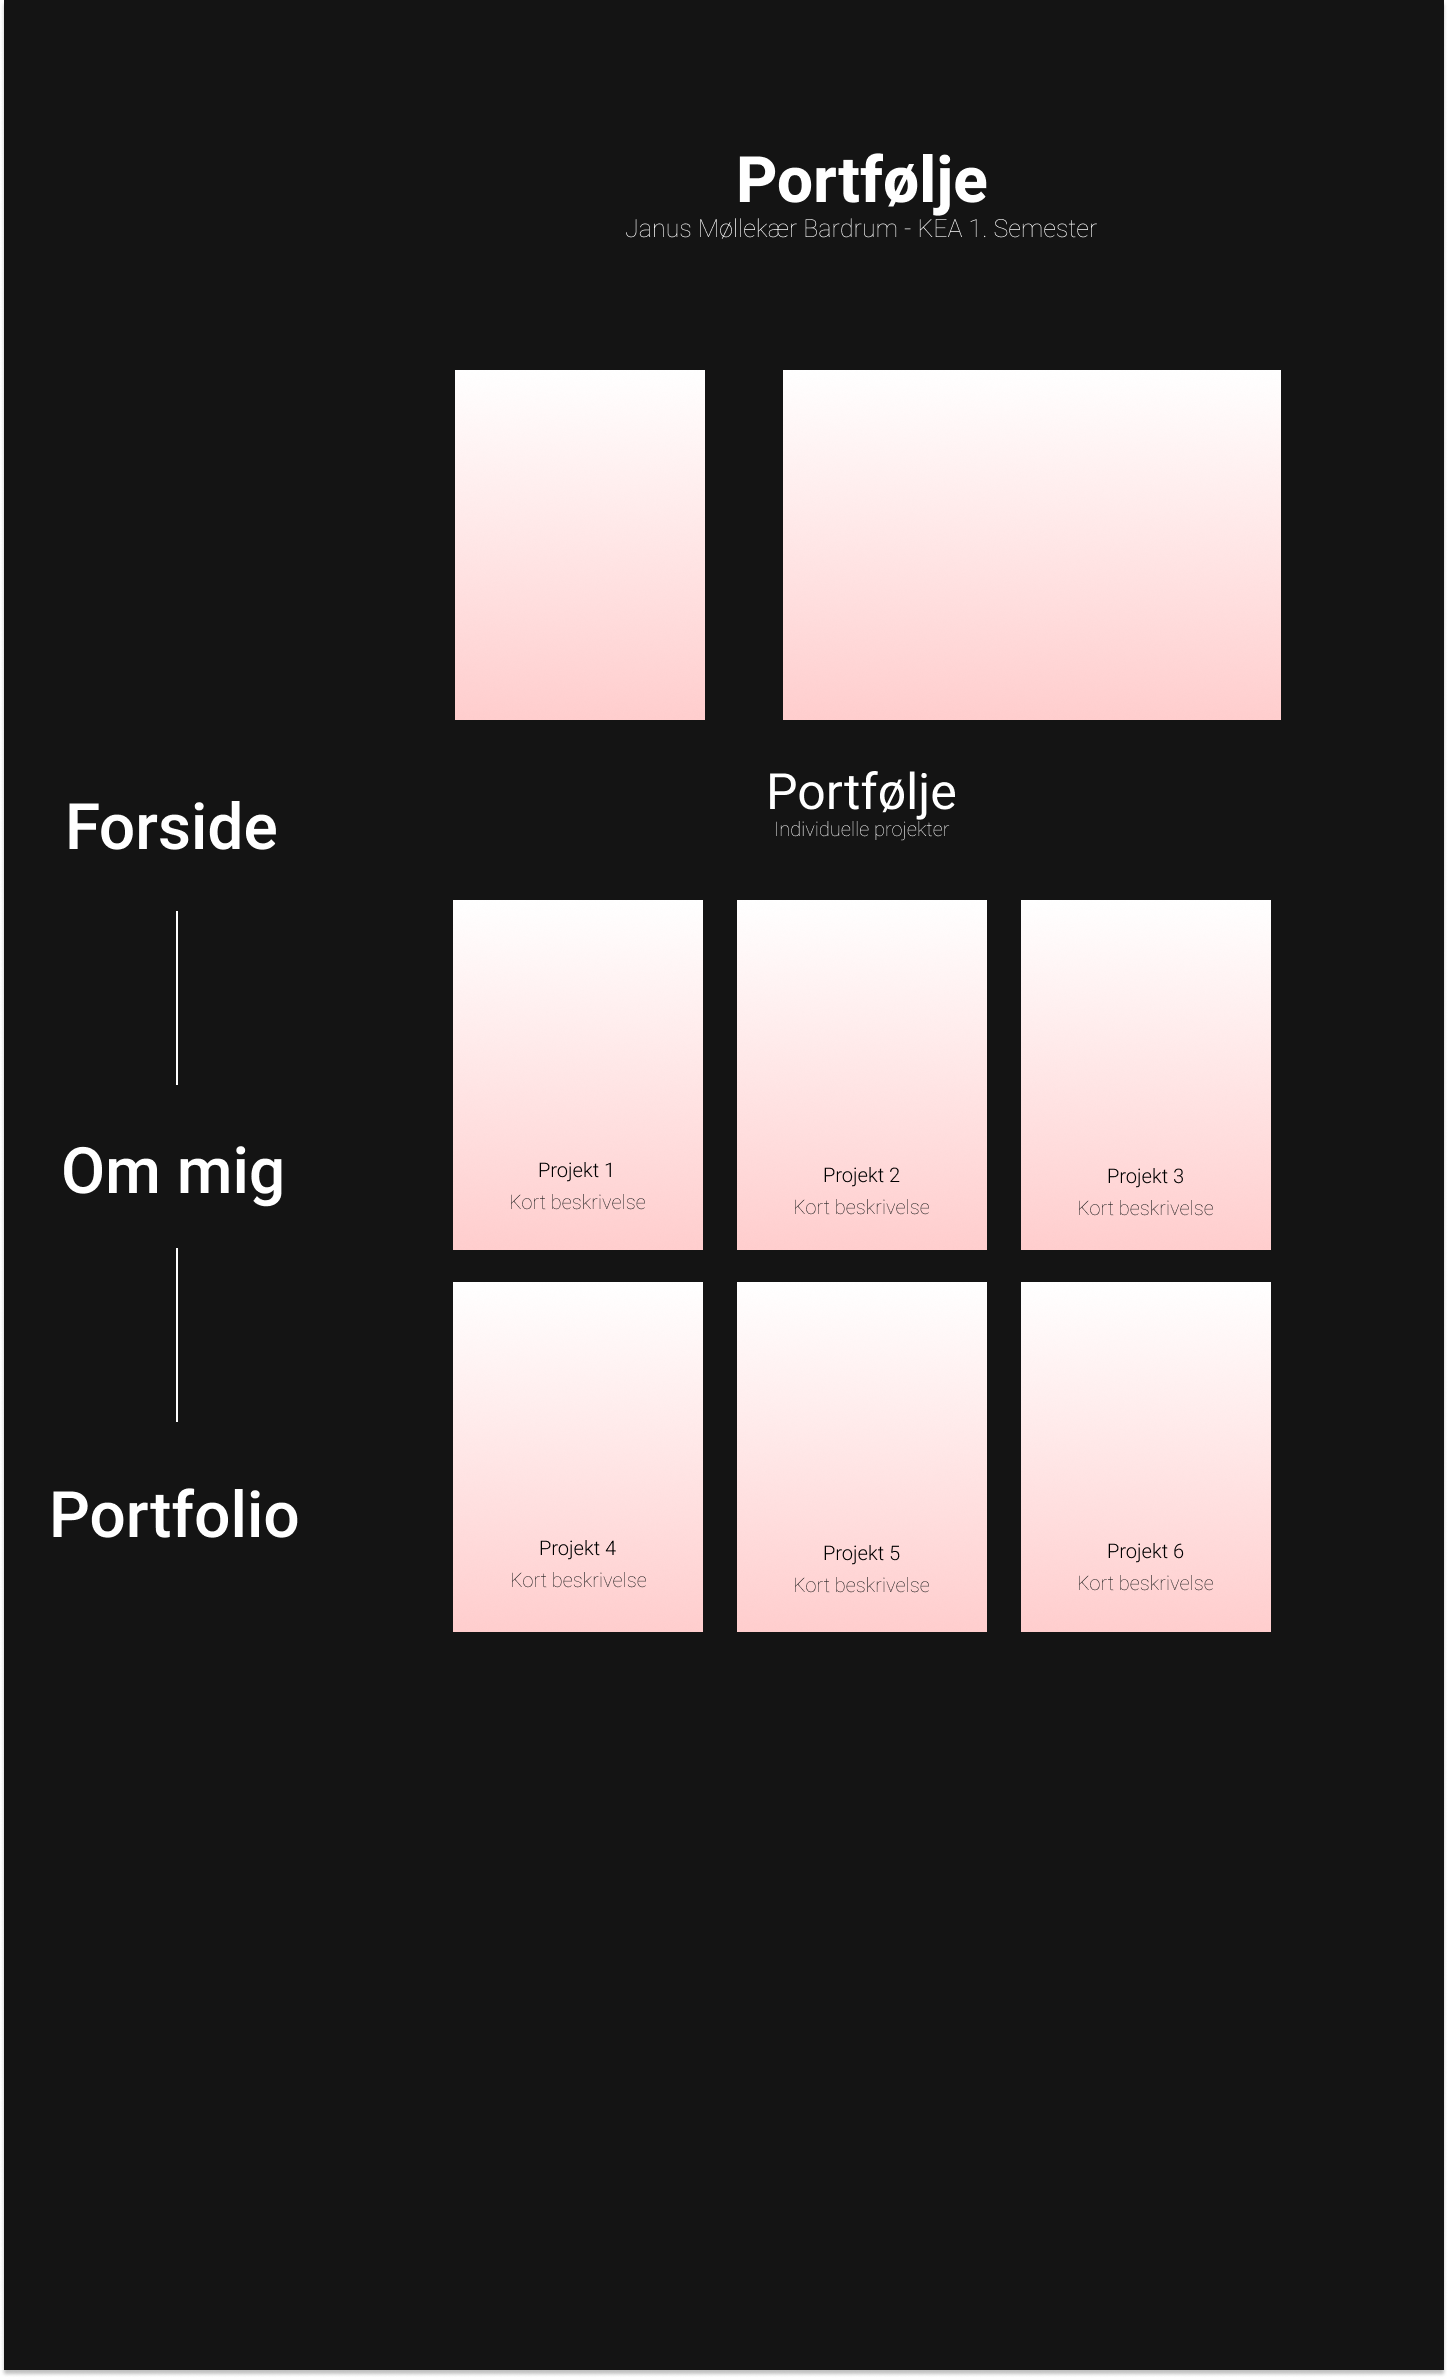 Portfølje
Janus Møllekær Bardrum - KEA 1. Semester
Forside
Om mig
Portfolio
Portfølje
Individuelle projekter
Projekt 1
Kort beskrivelse
Projekt 2
Kort beskrivelse
Projekt 3
Kort beskrivelse
Projekt 4
Kort beskrivelse
Projekt 5
Kort beskrivelse
Projekt 6
Kort beskrivelse